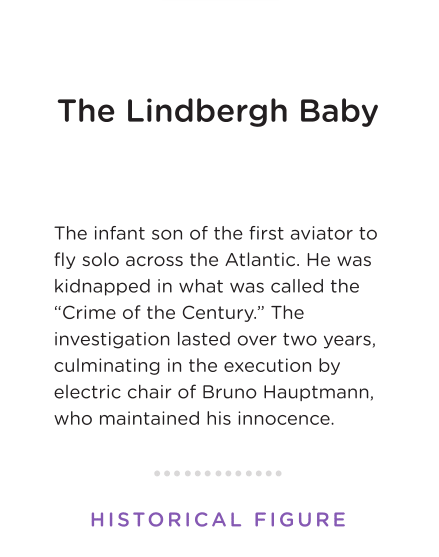 The Lindbergh Baby
The infant son of the first aviator to
fly solo across the Atlantic. He was
kidnapped in what was called the
“Crime of the Century.” The
investigation lasted over two years,
culminating in the execution by
electric chair of Bruno Hauptmann,
who maintained his innocence.
HISTORICAL FIGURE